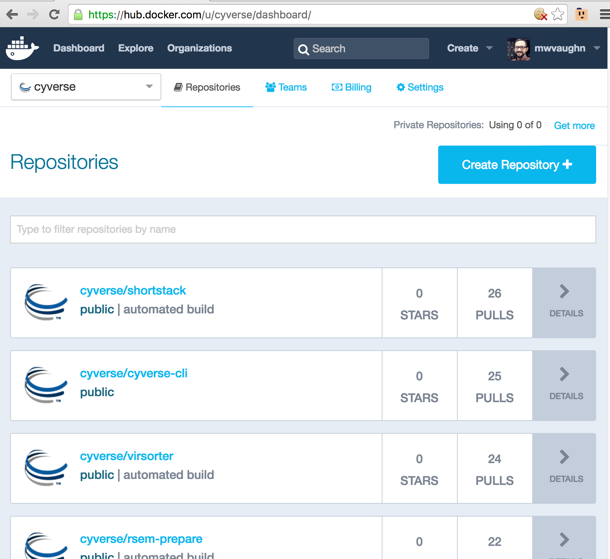 https://hub.docker.com/u/cyverse/dashboard/
Dashboard Explore Organizations Search Create mwvaughn
cyverse Repositories Teams Billing Settings
Private Repositories: Using 0 of 0 Get more
Repositories Create Repository +
Type to filter repositories by name
cyverse/shortstack
public | automated build
0 STARS
26 PULLS
DETAILS
cyverse/cyverse-cli
public
0 STARS
25 PULLS
DETAILS
cyverse/virsorter
public | automated build
0 STARS
24 PULLS
DETAILS
cyverse/rsem-prepare
public | automated build
0
22